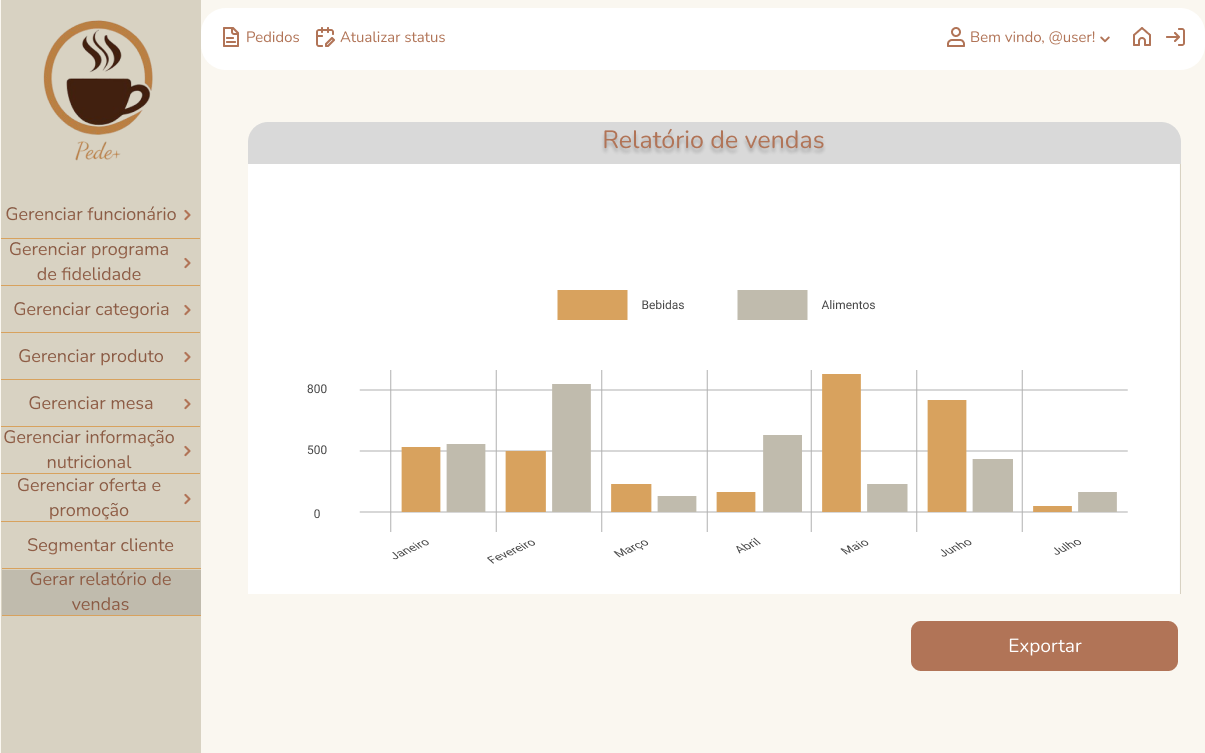 Pede+
Pedidos
Atualizar status
Bem vindo, @user!
Gerenciar funcionário
Gerenciar programa
de fidelidade
Gerenciar categoria
Gerenciar produto
Gerenciar mesa
Gerenciar informação
nutricional
Gerenciar oferta e
promoção
Segmentar cliente
Gerar relatório de
vendas
Relatório de vendas
Bebidas
Alimentos
800
500
0
Janeiro
Fevereiro
Março
Abril
Maio
Junho
Julho
Exportar